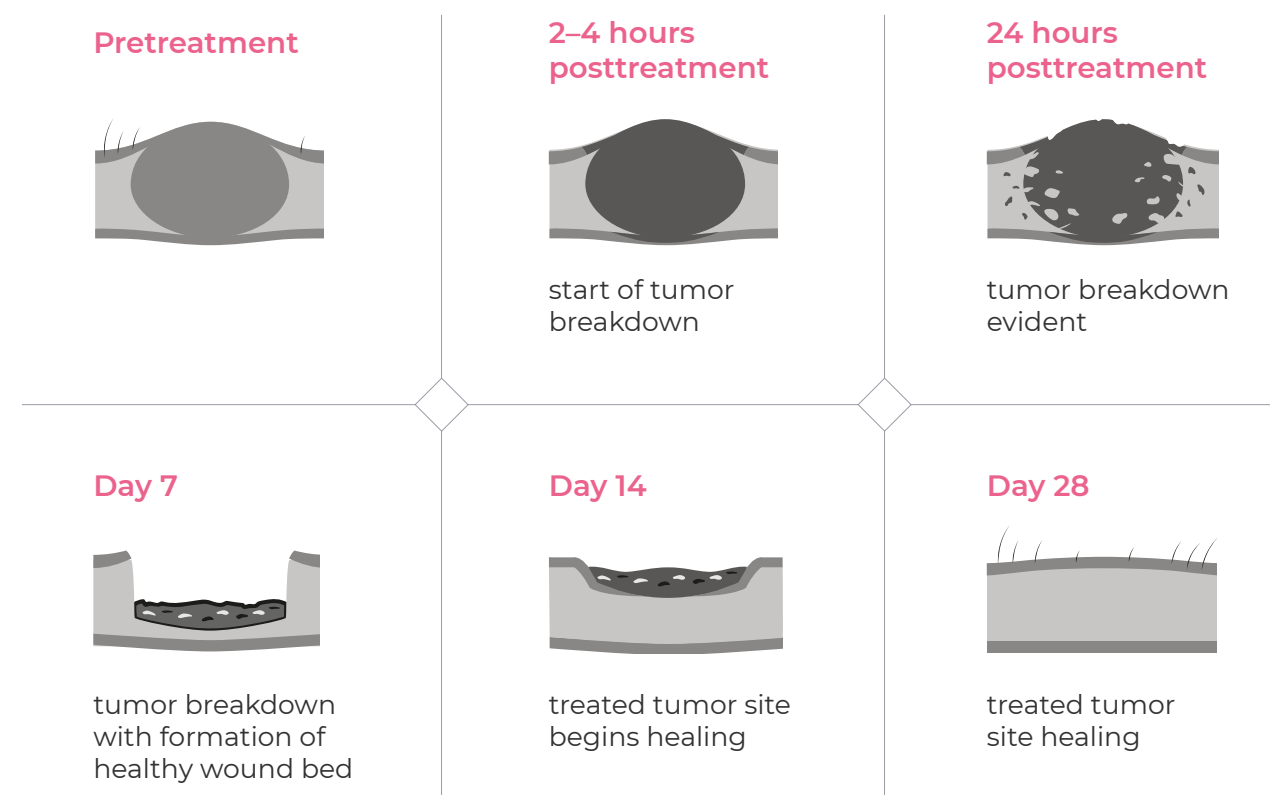 Pretreatment
2–4 hours
posttreatment
start of tumor
breakdown
24 hours
posttreatment
tumor breakdown
evident
Day 7
tumor breakdown
with formation of
healthy wound bed
Day 14
treated tumor site
begins healing
Day 28
treated tumor
site healing